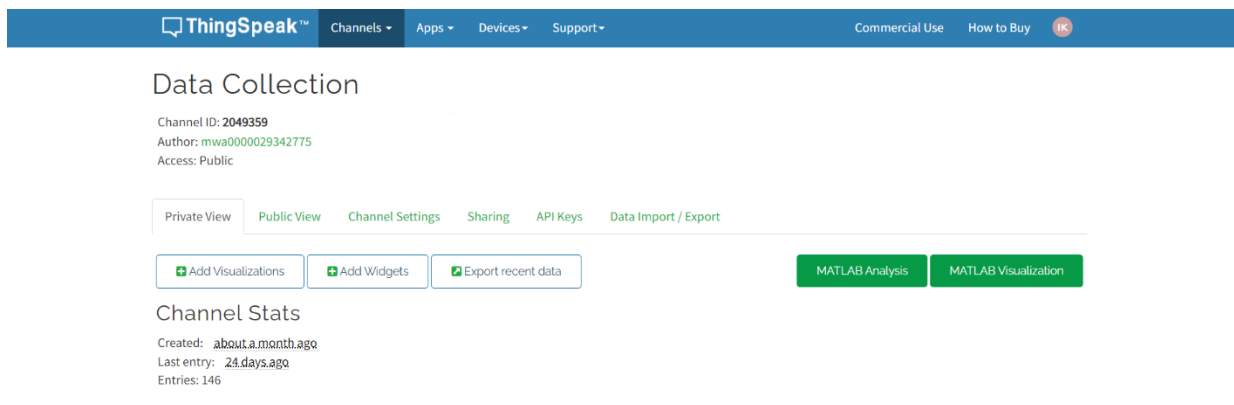 ThingSpeak™ Channels Apps Devices Support Commercial Use How to Buy IK
Data Collection
Channel ID: 2049359
Author: mwa0000029342775
Access: Public
Private View Public View Channel Settings Sharing API Keys Data Import / Export
Add Visualizations Add Widgets Export recent data MATLAB Analysis MATLAB Visualization
Channel Stats
Created: about a month ago
Last entry: 24 days ago
Entries: 146